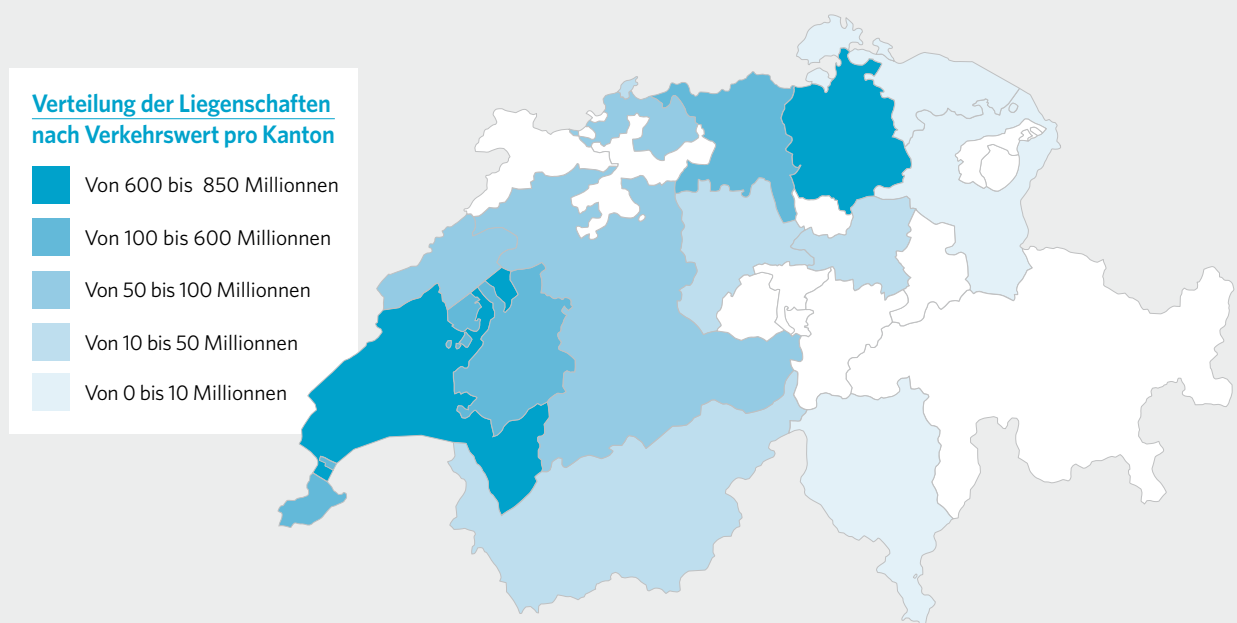 Verteilung der Liegenschaften
nach Verkehrswert pro Kanton
Von 600 bis 850 Millionnen
Von 100 bis 600 Millionnen
Von 50 bis 100 Millionnen
Von 10 bis 50 Millionnen
Von 0 bis 10 Millionnen